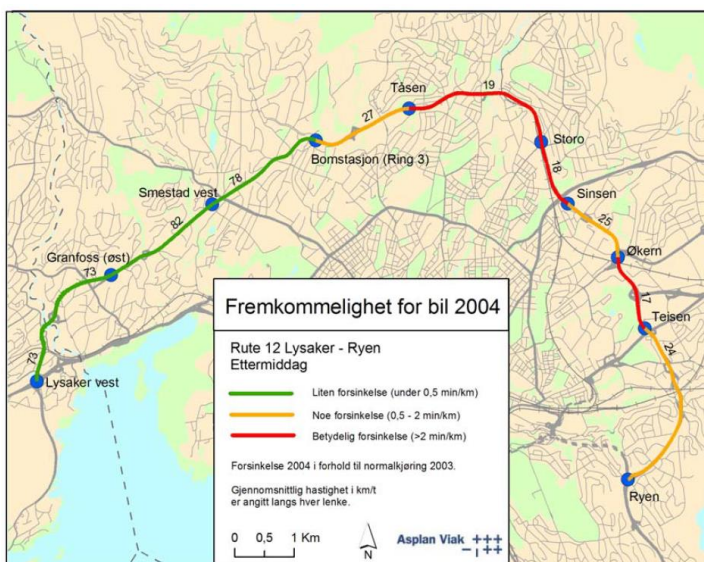 Tåsen
19
27
Storo
Bomstasjon (Ring 3)
18
78
Smestad vest
Sinsen
82
25
Granfoss (øst)
Økern
73
17
Teisen
73
24
Lysaker vest
Ryen
Fremkommelighet for bil 2004
Rute 12 Lysaker - Ryen
Ettermiddag
Liten forsinkelse (under 0,5 min/km)
Noe forsinkelse (0,5 - 2 min/km)
Betydelig forsinkelse (>2 min/km)
Forsinkelse 2004 i forhold til normalkjøring 2003.
Gjennomsnittlig hastighet i km/t
er angitt langs hver lenke.
0 0,5 1 Km
N
Asplan Viak